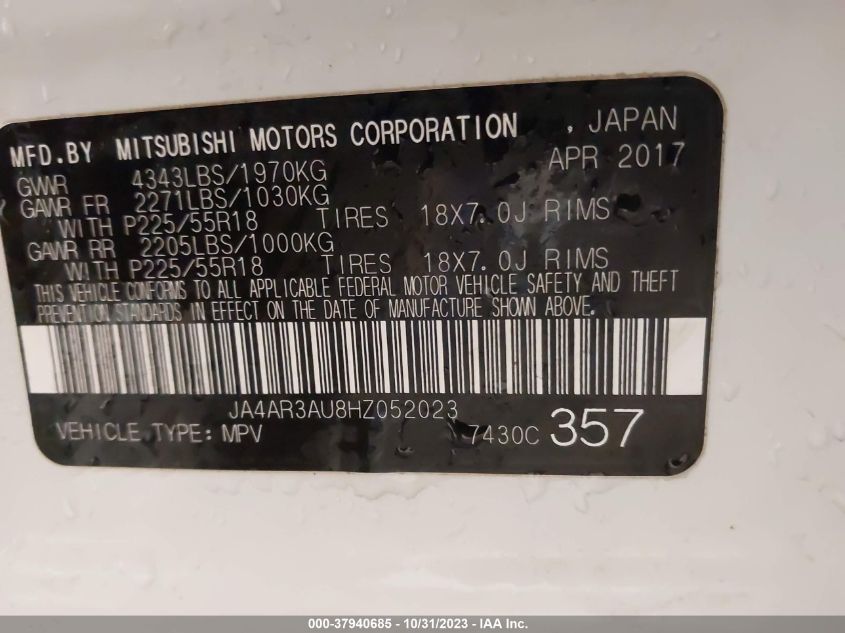 MFD.BY MITSUBISHI MOTORS CORPORATION , JAPAN
APR 2017
GVWR 4343LBS/1970KG
GAWR FR 2271LBS/1030KG
WITH P225/55R18 TIRES 18X7.0J RIMS
GAWR RR 2205LBS/1000KG
WITH P225/55R18 TIRES 18X7.0J RIMS
THIS VEHICLE CONFORMS TO ALL APPLICABLE FEDERAL MOTOR VEHICLE SAFETY AND THEFT
PREVENTION STANDARDS IN EFFECT ON THE DATE OF MANUFACTURE SHOWN ABOVE.
JA4AR3AU8HZ052023
VEHICLE TYPE: MPV 7430C 357
000-37940685 - 10/31/2023 - IAA Inc.